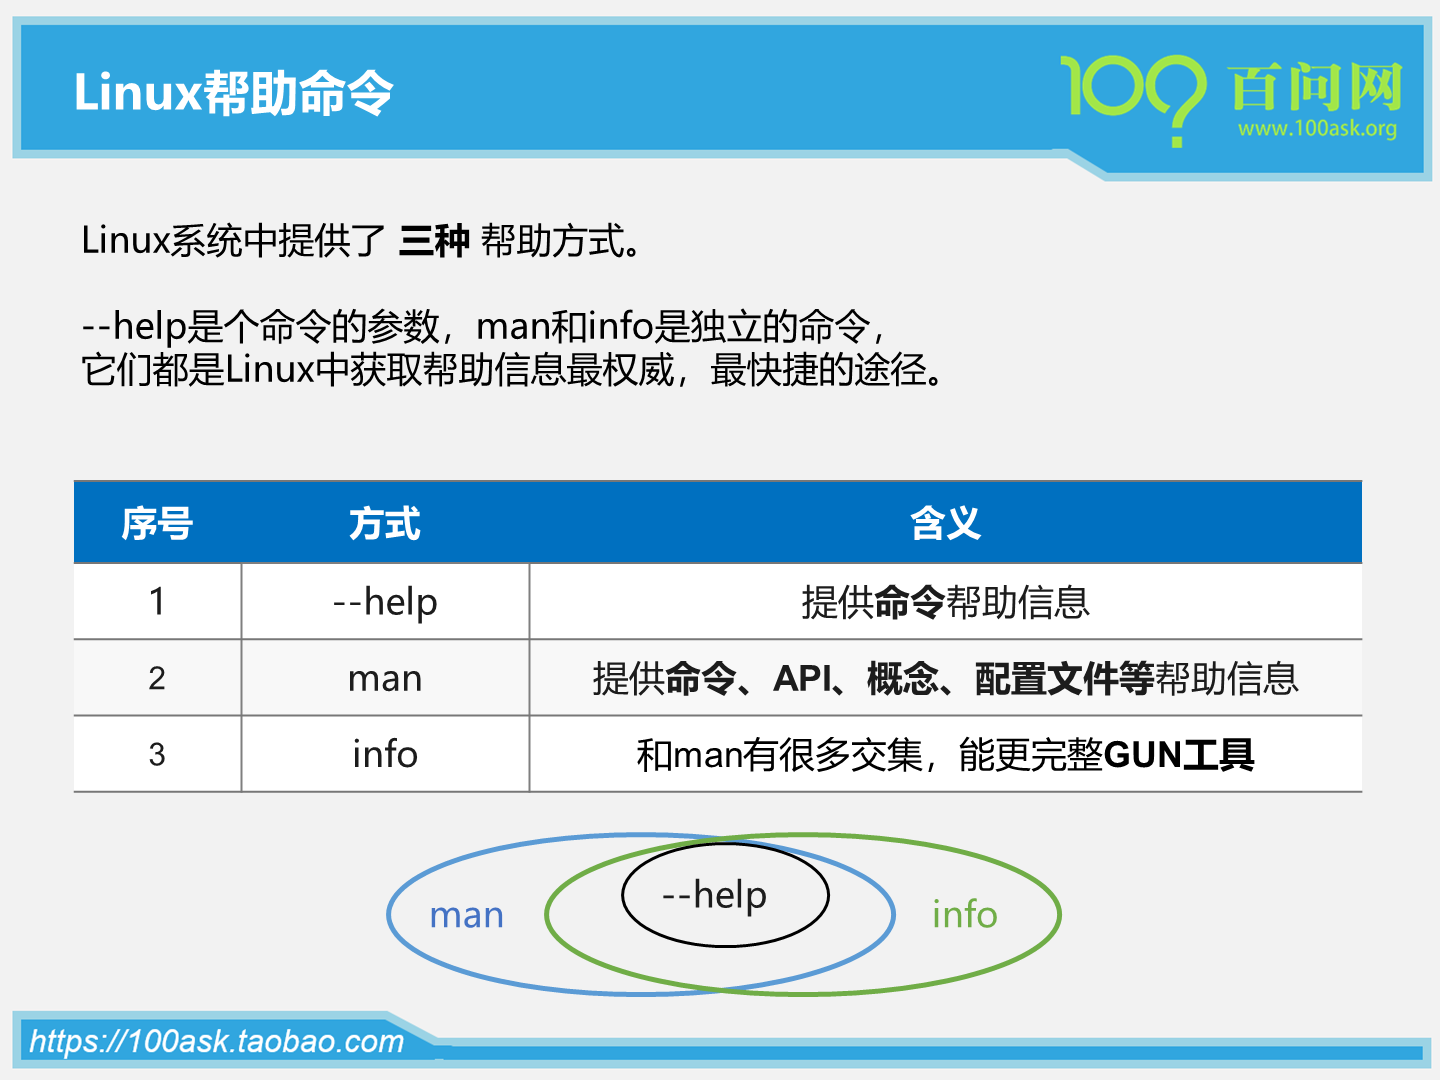 Linux帮助命令
100?
百问网
www.100ask.org
Linux系统中提供了 三种 帮助方式。
--help是个命令的参数，man和info是独立的命令，
它们都是Linux中获取帮助信息最权威，最快捷的途径。
序号 方式 含义
1 --help 提供命令帮助信息
2 man 提供命令、API、概念、配置文件等帮助信息
3 info 和man有很多交集，能更完整GUN工具
--help
man info
https://100ask.taobao.com